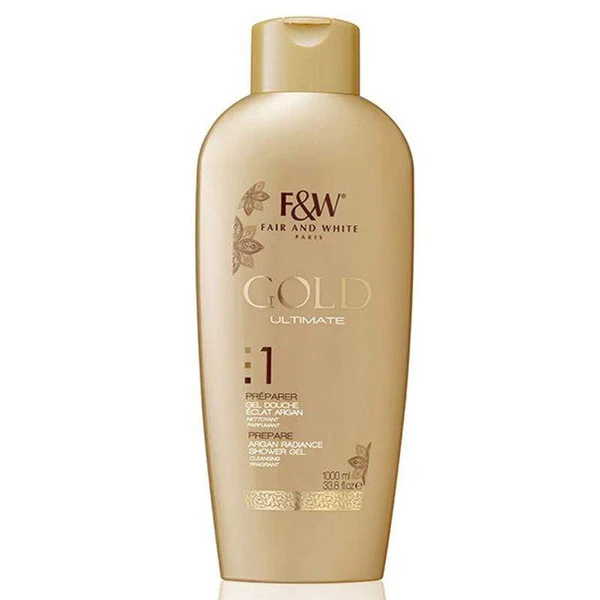 F&W®
FAIR AND WHITE
PARIS
GOLD
ULTIMATE
1
PRÉPARER
GEL DOUCHE
ÉCLAT ARGAN
NETTOYANT
PARFUMANT
PREPARE
ARGAN RADIANCE
SHOWER GEL
CLEANSING
FRAGRANT
1000 ml
33.8 fl.oz e